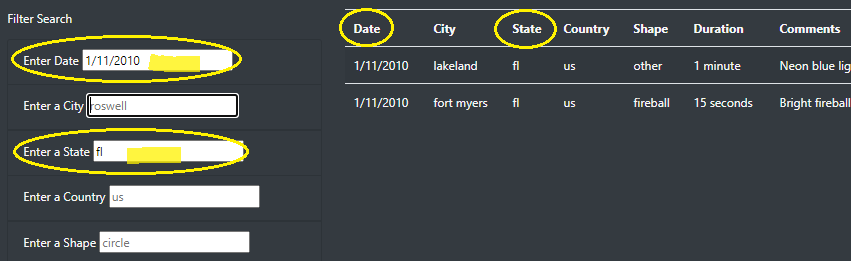 Filter Search
Enter Date 1/11/2010
Enter a City roswell
Enter a State fl
Enter a Country us
Enter a Shape circle
Date City State Country Shape Duration Comments
1/11/2010 lakeland fl us other 1 minute Neon blue lig
1/11/2010 fort myers fl us fireball 15 seconds Bright fireball